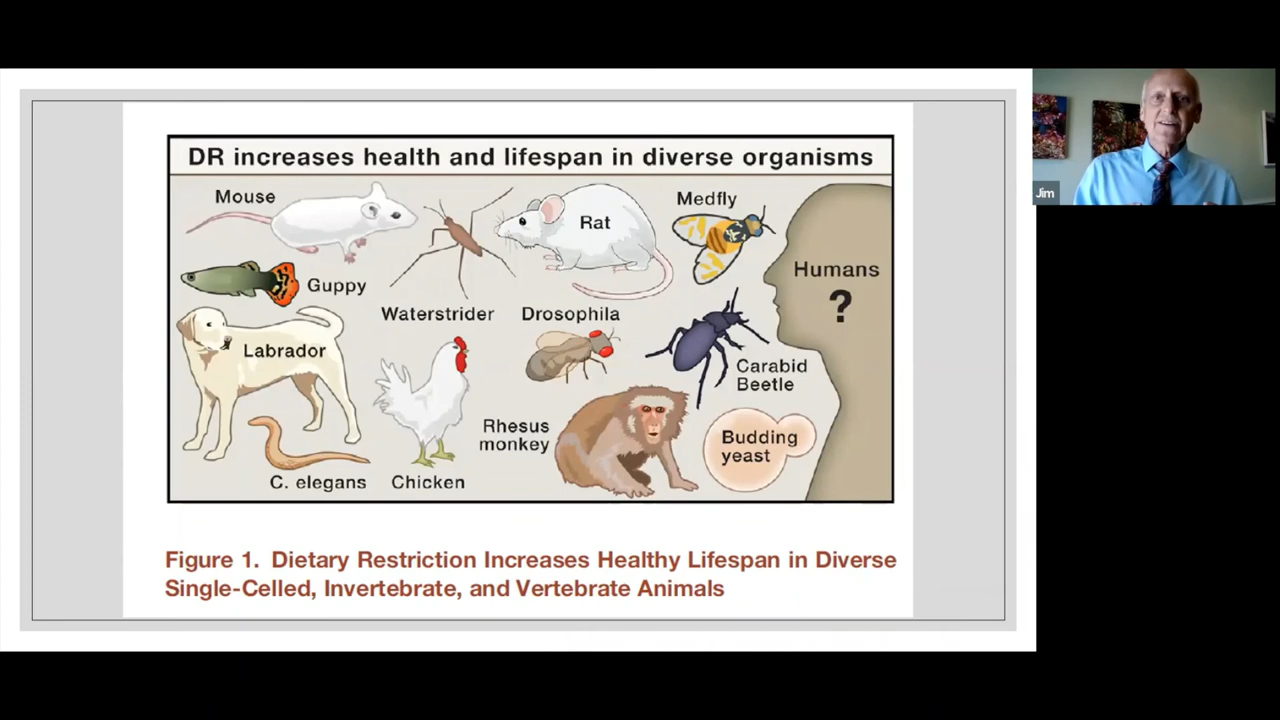 DR increases health and lifespan in diverse organisms
Mouse
Rat
Medfly
Humans
?
Guppy
Waterstrider
Drosophila
Labrador
Carabid
Beetle
Rhesus
monkey
Budding
yeast
C. elegans
Chicken
Figure 1. Dietary Restriction Increases Healthy Lifespan in Diverse
Single-Celled, Invertebrate, and Vertebrate Animals
Jim